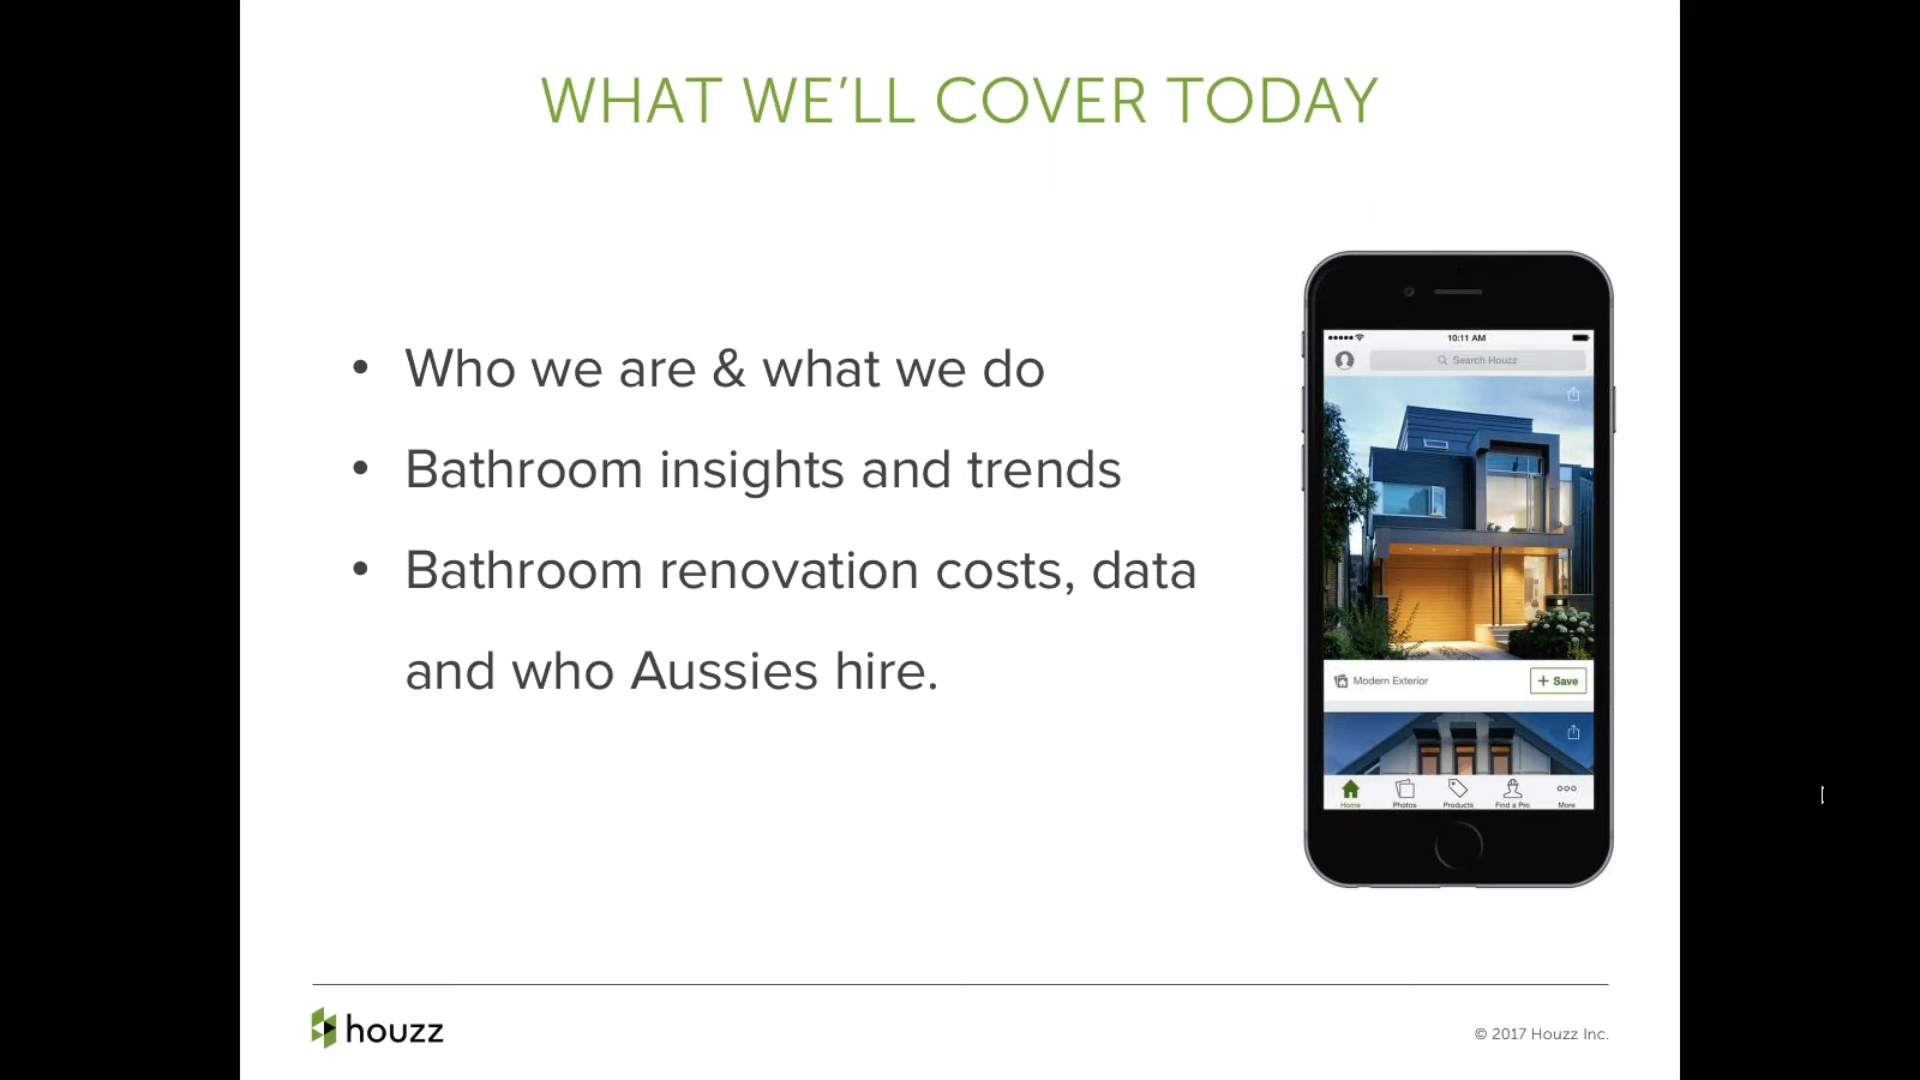 WHAT WE'LL COVER TODAY
• Who we are & what we do
• Bathroom insights and trends
• Bathroom renovation costs, data
and who Aussies hire.
10:11 AM
Search Houzz
Modern Exterior
+ Save
Home Photos Products Find a Pro More
houzz
© 2017 Houzz Inc.